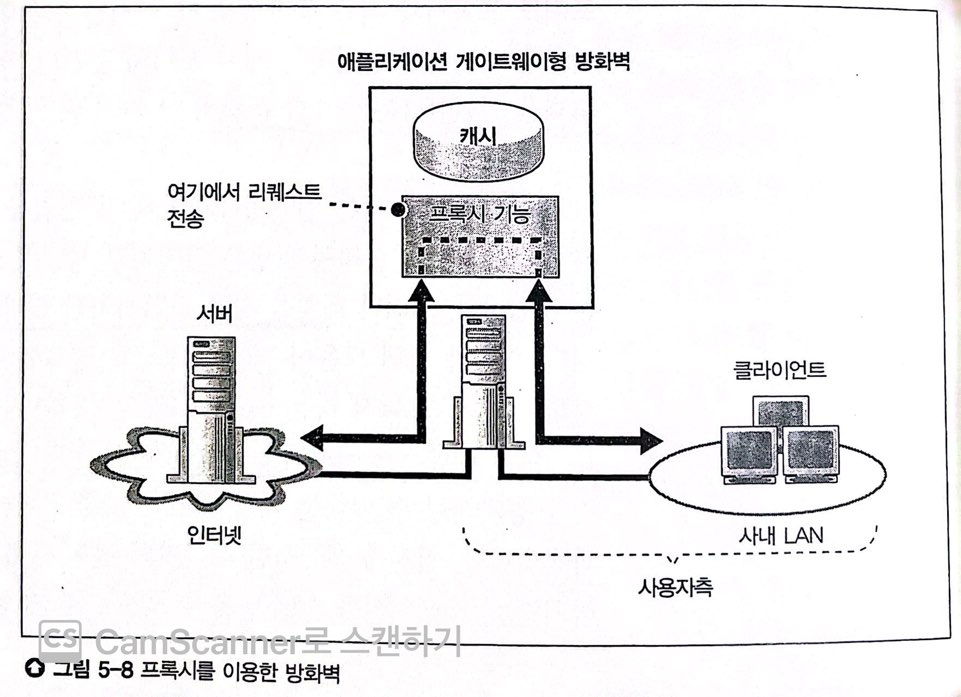 애플리케이션 게이트웨이형 방화벽
캐시
여기에서 리퀘스트
전송
프록시 기능
서버
클라이언트
인터넷
사내 LAN
사용자측
CS CamScanner로 스캔하기
그림 5-8 프록시를 이용한 방화벽